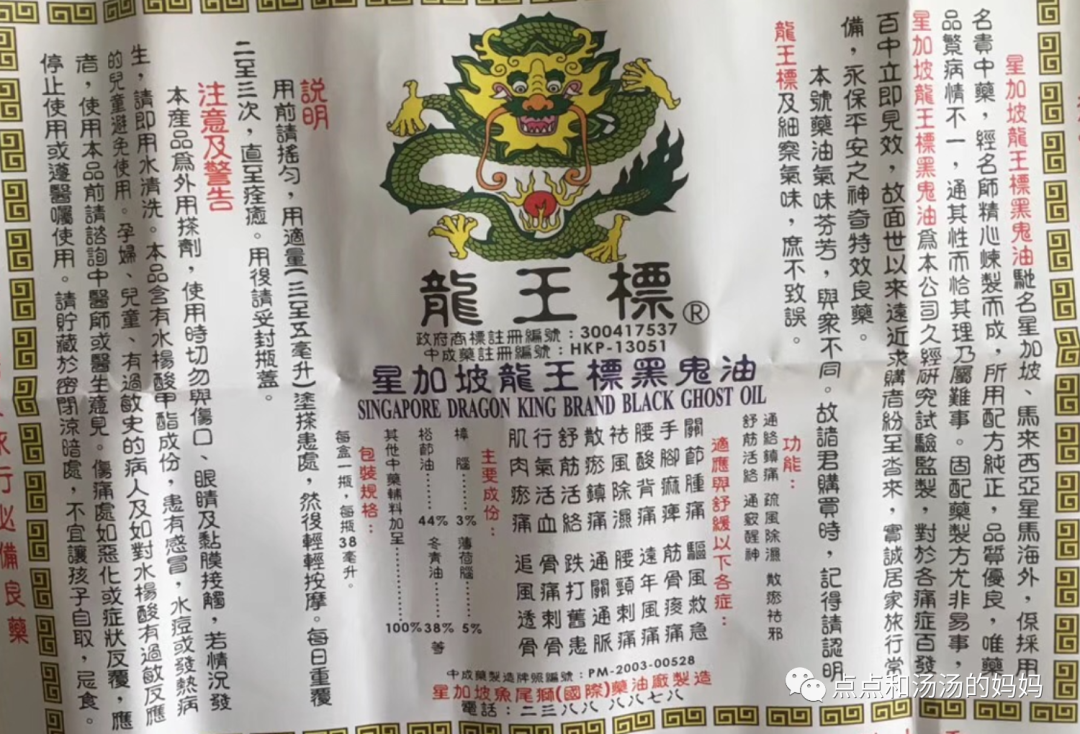 星加坡龍王標黑鬼油馳名星加坡、馬來西亞星馬海外，係採用
名貴中藥，經名師精心煉製而成，所用配方純正，品質優良，唯藥
品繁病情不一，通其性而恰其理乃屬難事。固配藥製方尤非易事，
星加坡龍王標黑鬼油爲本公司久經研究試驗監製，對於各痛症百發
百中立即見效，故面世以來遠近求購者紛至沓來，實誠居家旅行常
備，永保平安之神奇特效良藥。
本號藥油氣味芬芳，與衆不同。故諸君購買時，記得請認明
龍王標及細察氣味，庶不致誤。
龍王標®
政府商標註冊編號：300417537
中成藥註冊編號：HKP-13051
星加坡龍王標黑鬼油
SINGAPORE DRAGON KING BRAND BLACK GHOST OIL
功能：
通絡鎮痛 疏風除濕 散瘀祛邪
舒筋活絡 通竅醒神
適應與舒緩以下各症：
關節腫痛 驅風救急
手腳痲痺 筋骨痠痛
腰酸背痛 遠年風痛
祛風除濕 腰頸刺痛
散瘀鎮痛 通關通脈
舒筋活絡 跌打舊患
行氣活血 骨痛刺骨
肌肉瘀痛 追風透骨
主要成份：
樟腦……3% 薄荷腦……5%
䅵節油……44% 冬青油……38%
其他中藥輔料加至……100% 等
包裝規格：
每盒一瓶，每瓶38毫升。
中成藥製造牌照編號：PM-2003-00528
星加坡魚尾獅(國際)藥油廠製造
電話：二三八八 八八七八
説明
用前請搖勻，用適量(三至五毫升)塗搽患處，然後輕輕按摩。每日重覆
二至三次，直至痊癒。用後請妥封瓶蓋。
注意及警告
本產品爲外用搽劑，使用時切勿與傷口、眼睛及黏膜接觸，若情況發
生，請即用水清洗。本品含有水楊酸甲酯成份，患有感冒，水痘或發熱病
的兒童避免使用。孕婦、兒童、有過敏史的病人及如對水楊酸有過敏反應
者，使用本品前請諮詢中醫師或醫生意見。傷痛處如惡化或症狀反覆，應
停止使用或遵醫囑使用。請貯藏於密閉涼暗處，不宜讓孩子自取，忌食。
旅行必備良藥
点点和汤汤的妈妈